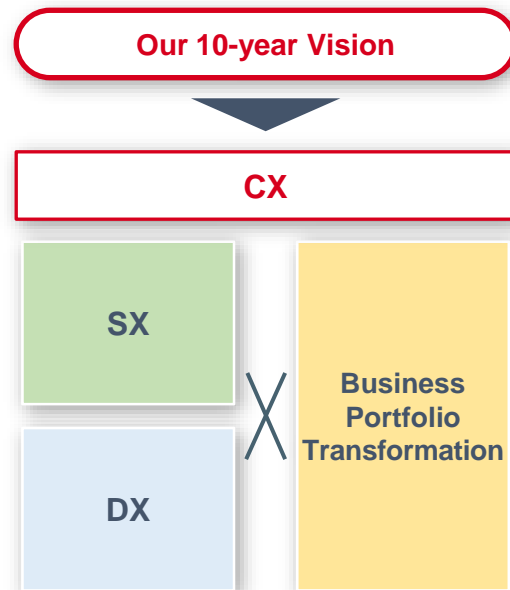 Our 10-year Vision
CX
SX
DX
Business
Portfolio
Transformation